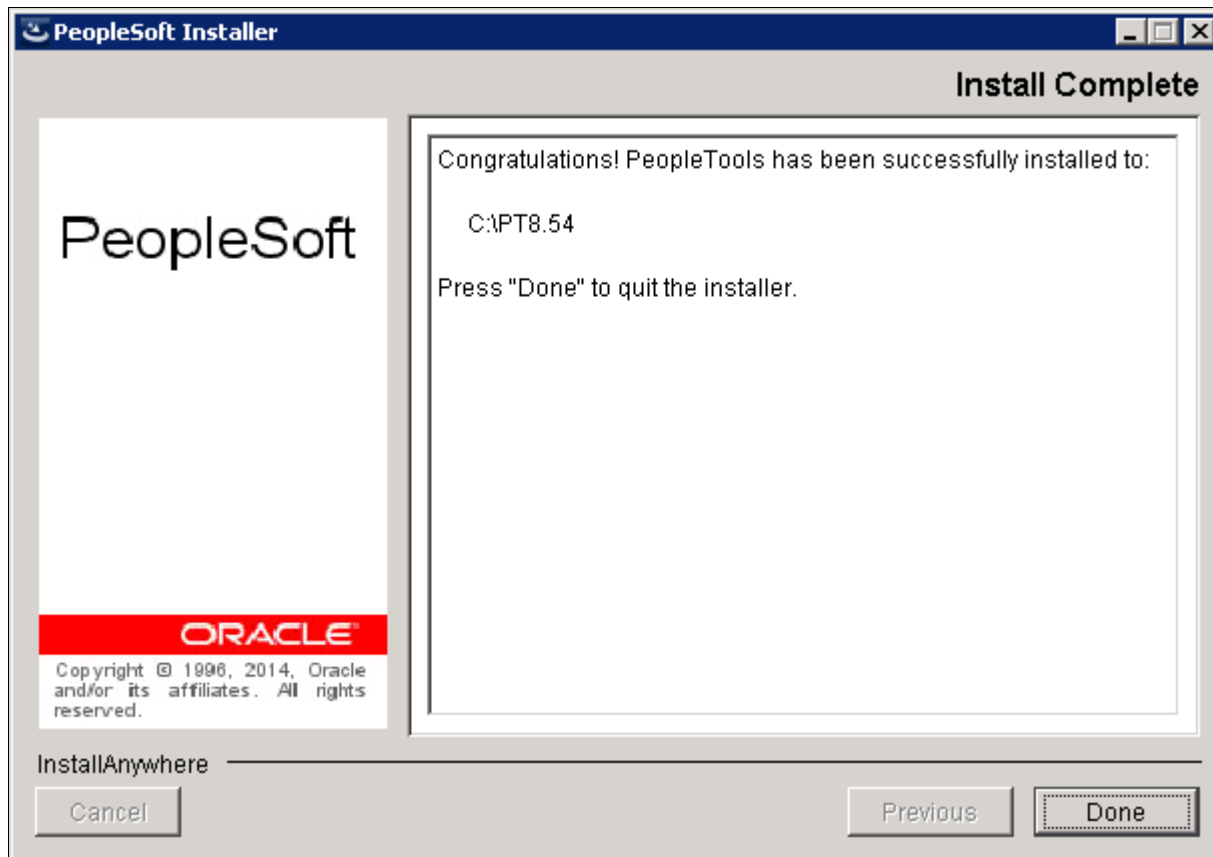 PeopleSoft Installer
Install Complete
PeopleSoft
ORACLE
Copyright © 1996, 2014, Oracle
and/or its affiliates. All rights
reserved.
Congratulations! PeopleTools has been successfully installed to:
C:\PT8.54
Press "Done" to quit the installer.
InstallAnywhere
Cancel
Previous
Done